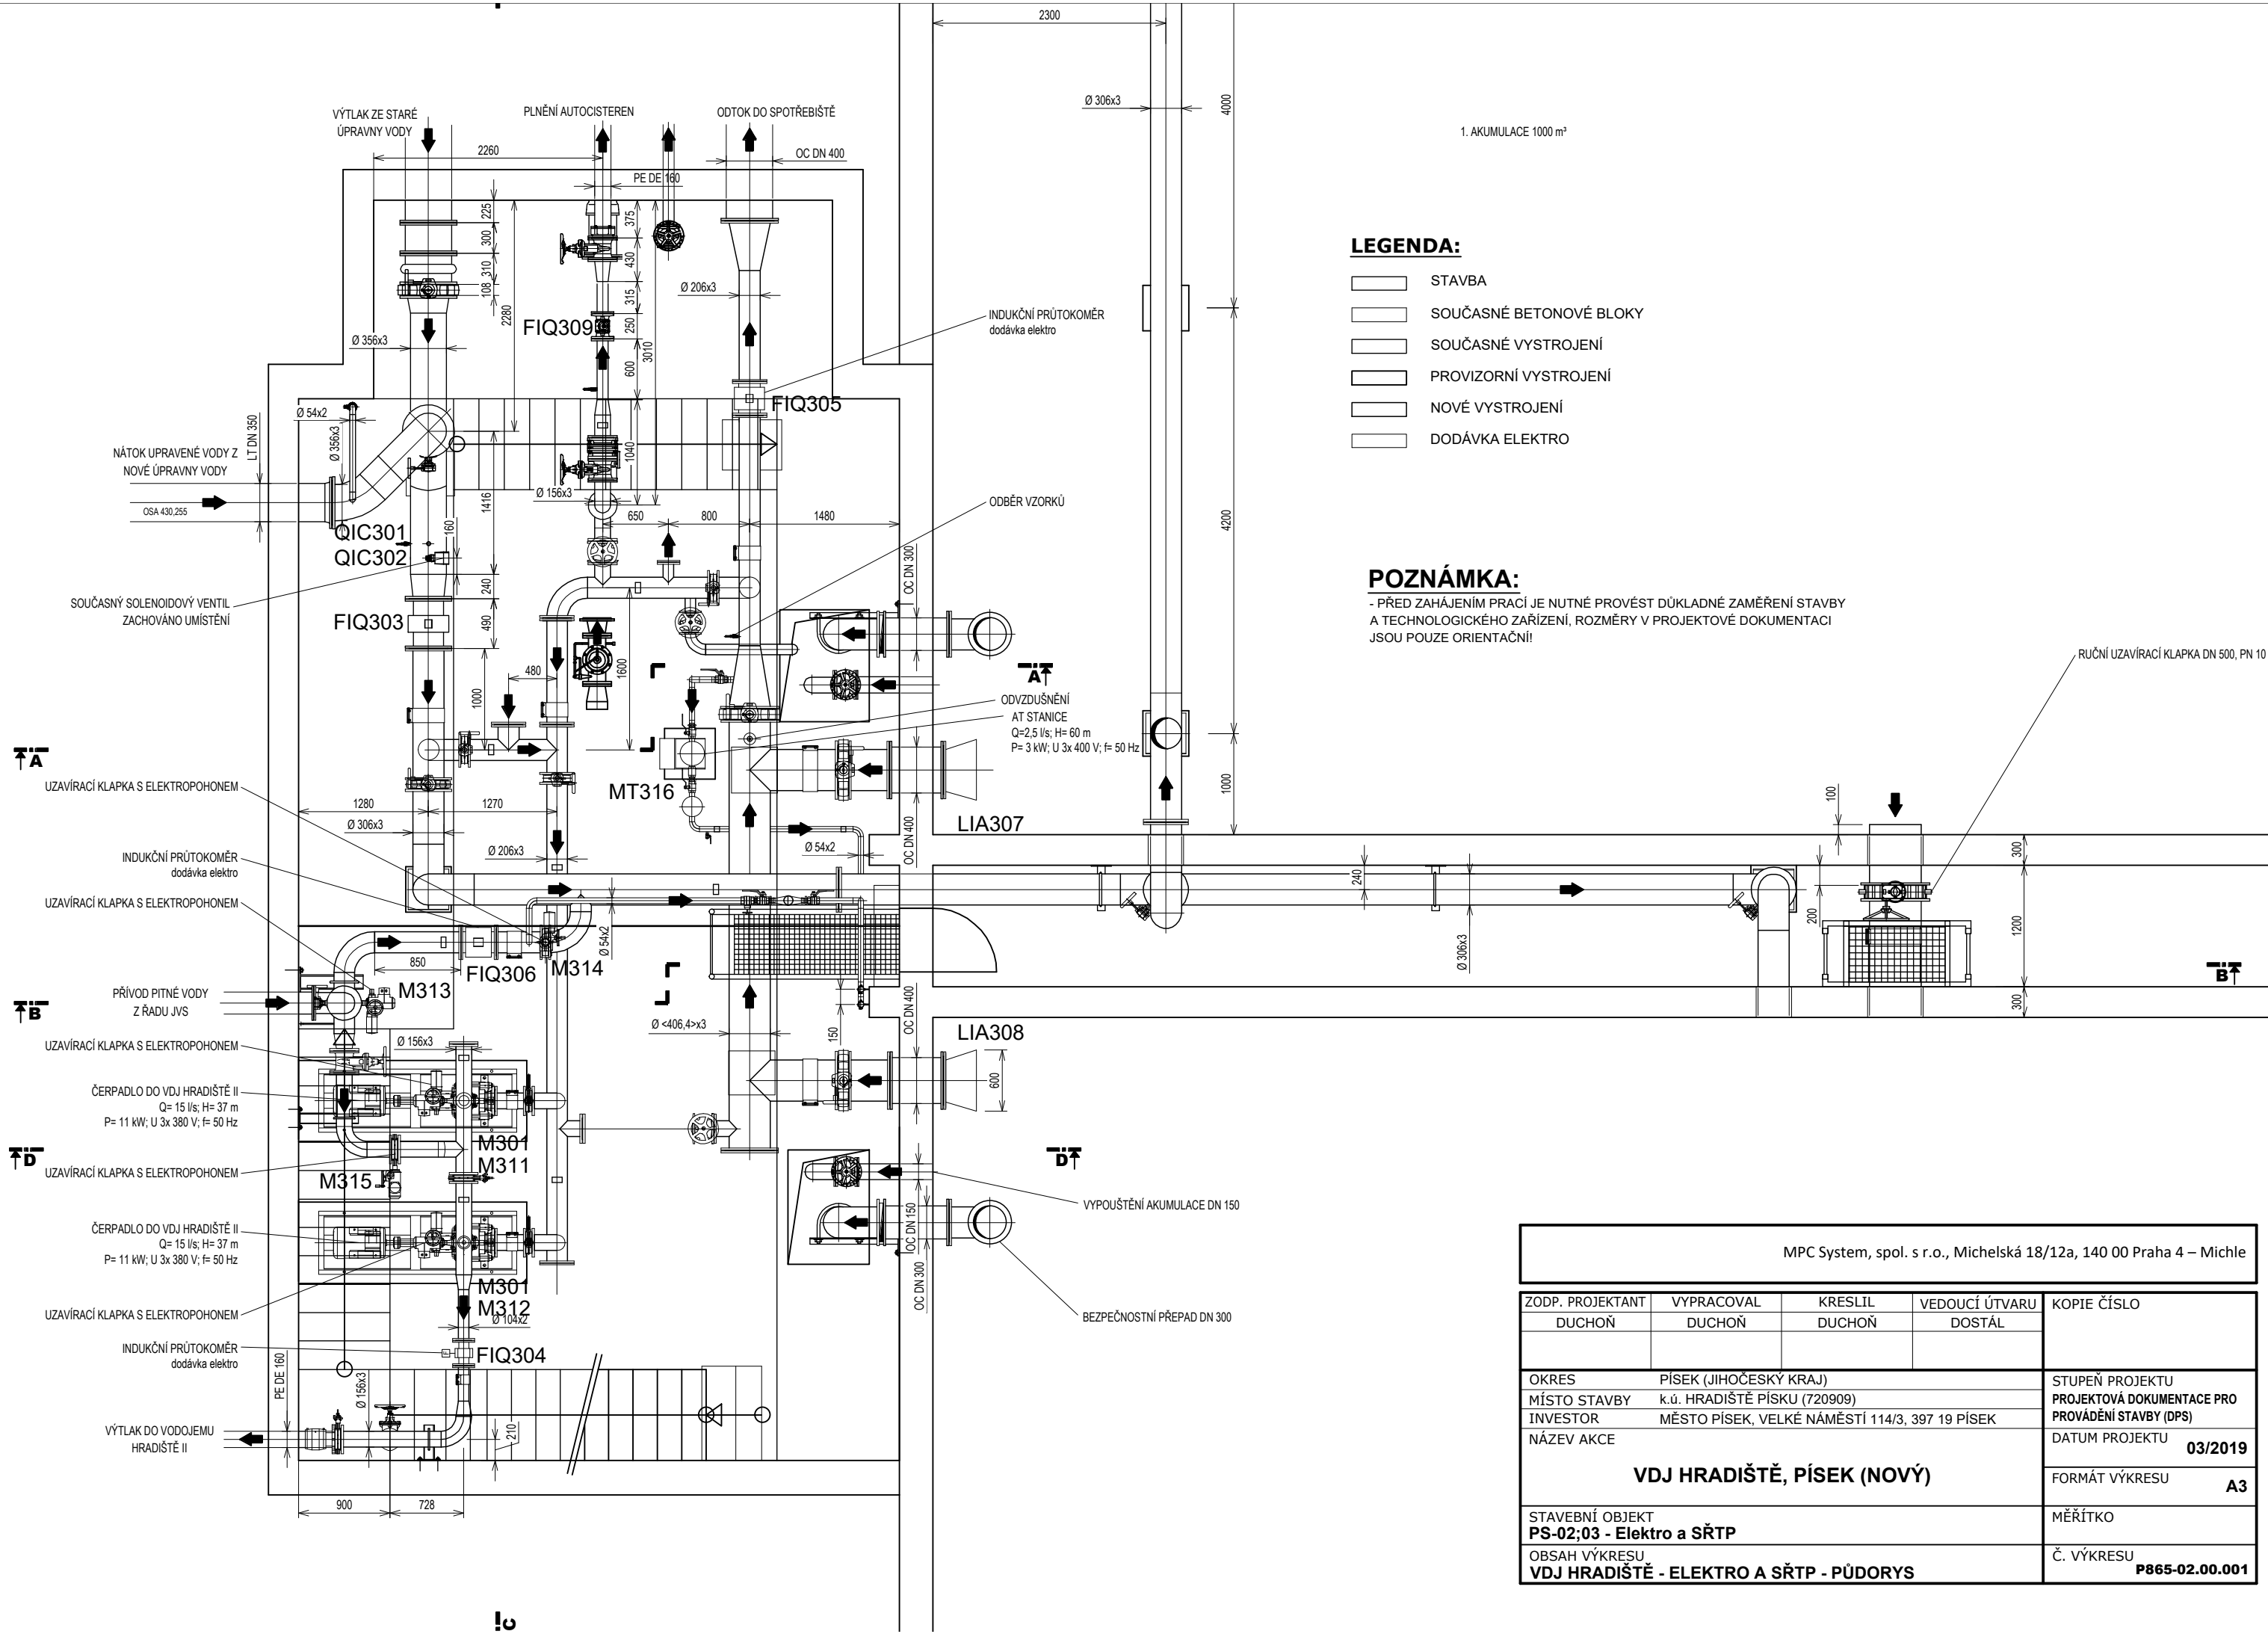 2300
VÝTLAK ZE STARÉ
ÚPRAVNY VODY
PLNĚNÍ AUTOCISTEREN
ODTOK DO SPOTŘEBIŠTĚ
Ø 306x3
4000
1. AKUMULACE 1000 m³
2260
OC DN 400
PE DE 160
225
300
310
108
2280
375
430
315
250
600
3010
1040
Ø 206x3
FIQ309
INDUKČNÍ PRŮTOKOMĚR
dodávka elektro
Ø 356x3
FIQ305
LEGENDA:
STAVBA
SOUČASNÉ BETONOVÉ BLOKY
SOUČASNÉ VYSTROJENÍ
PROVIZORNÍ VYSTROJENÍ
NOVÉ VYSTROJENÍ
DODÁVKA ELEKTRO
Ø 54x2
LT DN 350
Ø 356x3
NÁTOK UPRAVENÉ VODY Z
NOVÉ ÚPRAVNY VODY
OSA 430,255
Ø 156x3
1416
160
650
800
1480
ODBĚR VZORKŮ
4200
QIC301
QIC302
OC DN 300
240
SOUČASNÝ SOLENOIDOVÝ VENTIL
ZACHOVÁNO UMÍSTĚNÍ
FIQ303
490
POZNÁMKA:
- PŘED ZAHÁJENÍM PRACÍ JE NUTNÉ PROVÉST DŮKLADNÉ ZAMĚŘENÍ STAVBY
A TECHNOLOGICKÉHO ZAŘÍZENÍ, ROZMĚRY V PROJEKTOVÉ DOKUMENTACI
JSOU POUZE ORIENTAČNÍ!
RUČNÍ UZAVÍRACÍ KLAPKA DN 500, PN 10
480
1000
1600
A
ODVZDUŠNĚNÍ
AT STANICE
Q=2,5 l/s; H= 60 m
P= 3 kW; U 3x 400 V; f= 50 Hz
A
UZAVÍRACÍ KLAPKA S ELEKTROPOHONEM
MT316
1000
100
1280
1270
Ø 306x3
LIA307
OC DN 400
Ø 206x3
Ø 54x2
INDUKČNÍ PRŮTOKOMĚR
dodávka elektro
300
240
200
1200
UZAVÍRACÍ KLAPKA S ELEKTROPOHONEM
Ø 54x2
Ø 306x3
850
FIQ306
M314
M313
PŘÍVOD PITNÉ VODY
Z ŘADU JVS
B
B
300
Ø <406,4>x3
150
OC DN 400
LIA308
UZAVÍRACÍ KLAPKA S ELEKTROPOHONEM
Ø 156x3
600
ČERPADLO DO VDJ HRADIŠTĚ II
Q= 15 l/s; H= 37 m
P= 11 kW; U 3x 380 V; f= 50 Hz
M301
M311
D
D
UZAVÍRACÍ KLAPKA S ELEKTROPOHONEM
M315
VYPOUŠTĚNÍ AKUMULACE DN 150
OC DN 150
ČERPADLO DO VDJ HRADIŠTĚ II
Q= 15 l/s; H= 37 m
P= 11 kW; U 3x 380 V; f= 50 Hz
OC DN 300
M301
M312
UZAVÍRACÍ KLAPKA S ELEKTROPOHONEM
Ø 104x2
BEZPEČNOSTNÍ PŘEPAD DN 300
INDUKČNÍ PRŮTOKOMĚR
dodávka elektro
FIQ304
PE DE 160
Ø 156x3
VÝTLAK DO VODOJEMU
HRADIŠTĚ II
210
900
728
C
MPC System, spol. s r.o., Michelská 18/12a, 140 00 Praha 4 – Michle
ZODP. PROJEKTANT VYPRACOVAL KRESLIL VEDOUCÍ ÚTVARU KOPIE ČÍSLO
DUCHOŇ DUCHOŇ DUCHOŇ DOSTÁL
OKRES PÍSEK (JIHOČESKÝ KRAJ)
MÍSTO STAVBY k.ú. HRADIŠTĚ PÍSKU (720909)
INVESTOR MĚSTO PÍSEK, VELKÉ NÁMĚSTÍ 114/3, 397 19 PÍSEK
STUPEŇ PROJEKTU
PROJEKTOVÁ DOKUMENTACE PRO
PROVÁDĚNÍ STAVBY (DPS)
NÁZEV AKCE
VDJ HRADIŠTĚ, PÍSEK (NOVÝ)
DATUM PROJEKTU
03/2019
FORMÁT VÝKRESU
A3
STAVEBNÍ OBJEKT
PS-02;03 - Elektro a SŘTP
MĚŘÍTKO
OBSAH VÝKRESU
VDJ HRADIŠTĚ - ELEKTRO A SŘTP - PŮDORYS
Č. VÝKRESU
P865-02.00.001